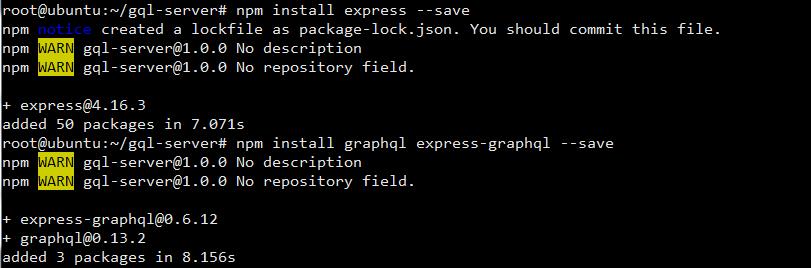 root@ubuntu:~/gql-server# npm install express --save
npm notice created a lockfile as package-lock.json. You should commit this file.
npm WARN gql-server@1.0.0 No description
npm WARN gql-server@1.0.0 No repository field.
+ express@4.16.3
added 50 packages in 7.071s
root@ubuntu:~/gql-server# npm install graphql express-graphql --save
npm WARN gql-server@1.0.0 No description
npm WARN gql-server@1.0.0 No repository field.
+ express-graphql@0.6.12
+ graphql@0.13.2
added 3 packages in 8.156s